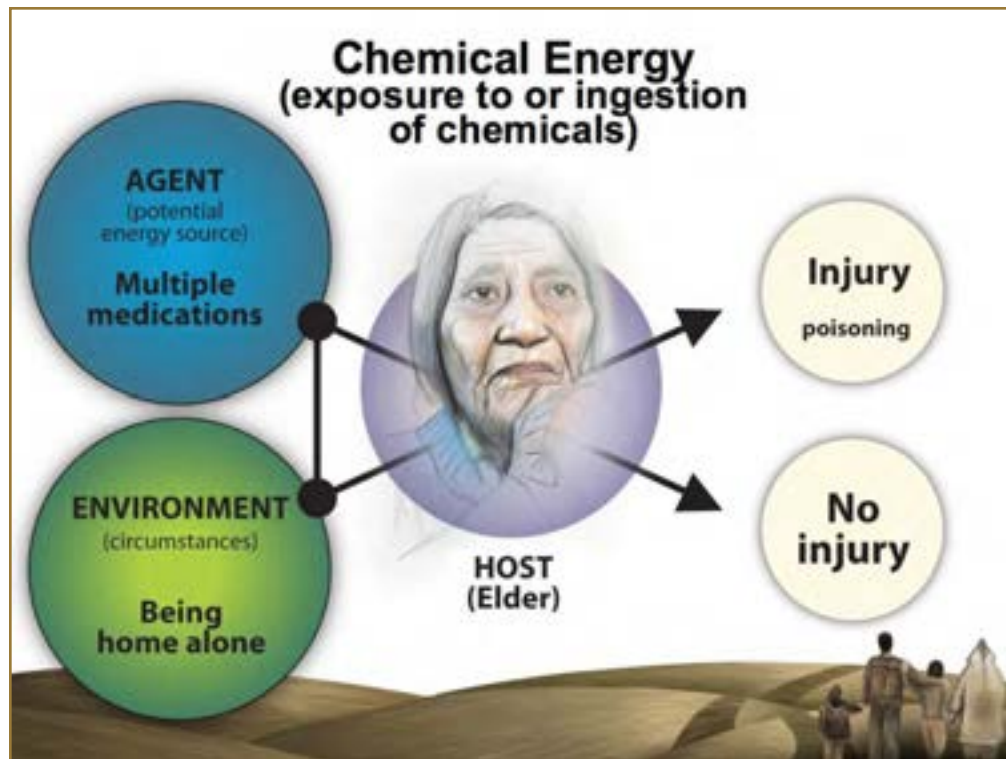 Chemical Energy
(exposure to or ingestion
of chemicals)
AGENT
(potential
energy source)
Multiple
medications
ENVIRONMENT
(circumstances)
Being
home alone
HOST
(Elder)
Injury
poisoning
No
injury